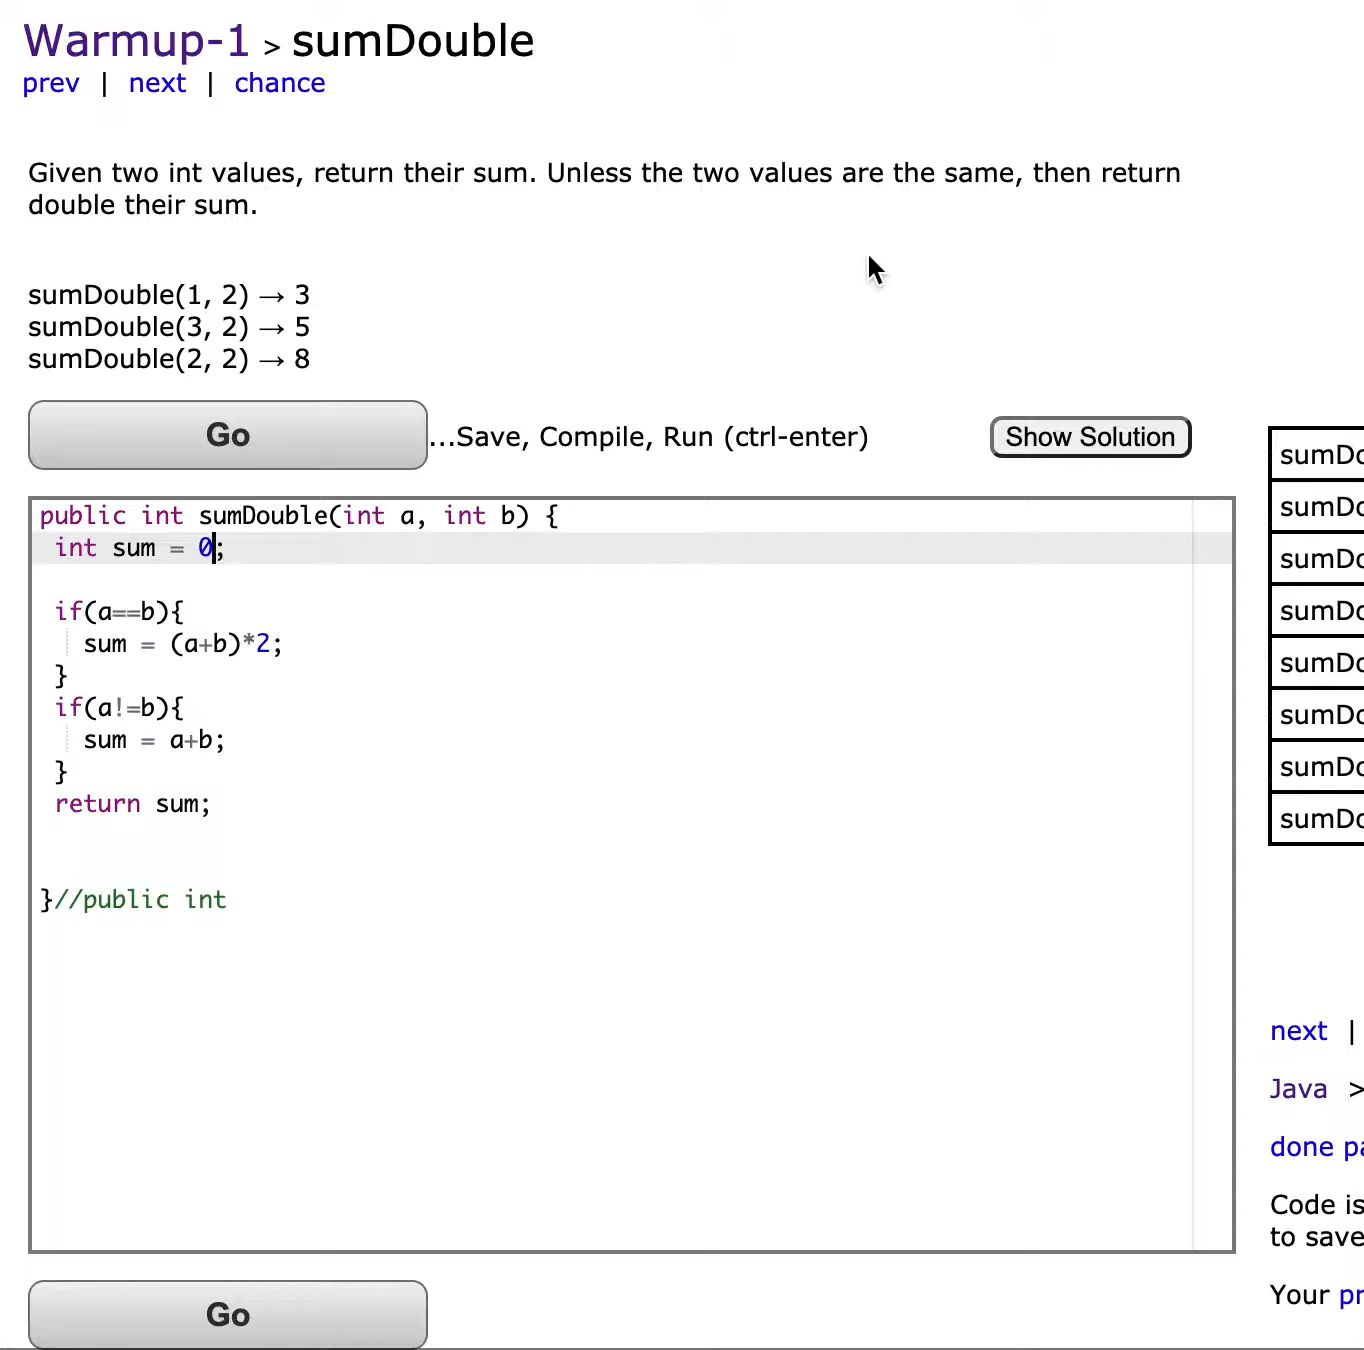 Warmup-1 > sumDouble
prev | next | chance
Given two int values, return their sum. Unless the two values are the same, then return
double their sum.
sumDouble(1, 2) → 3
sumDouble(3, 2) → 5
sumDouble(2, 2) → 8
Go
...Save, Compile, Run (ctrl-enter)
Show Solution
public int sumDouble(int a, int b) {
int sum = 0;
if(a==b){
sum = (a+b)*2;
}
if(a!=b){
sum = a+b;
}
return sum;
}//public int
Go
next |
Java >
done
Code is
to save
Your